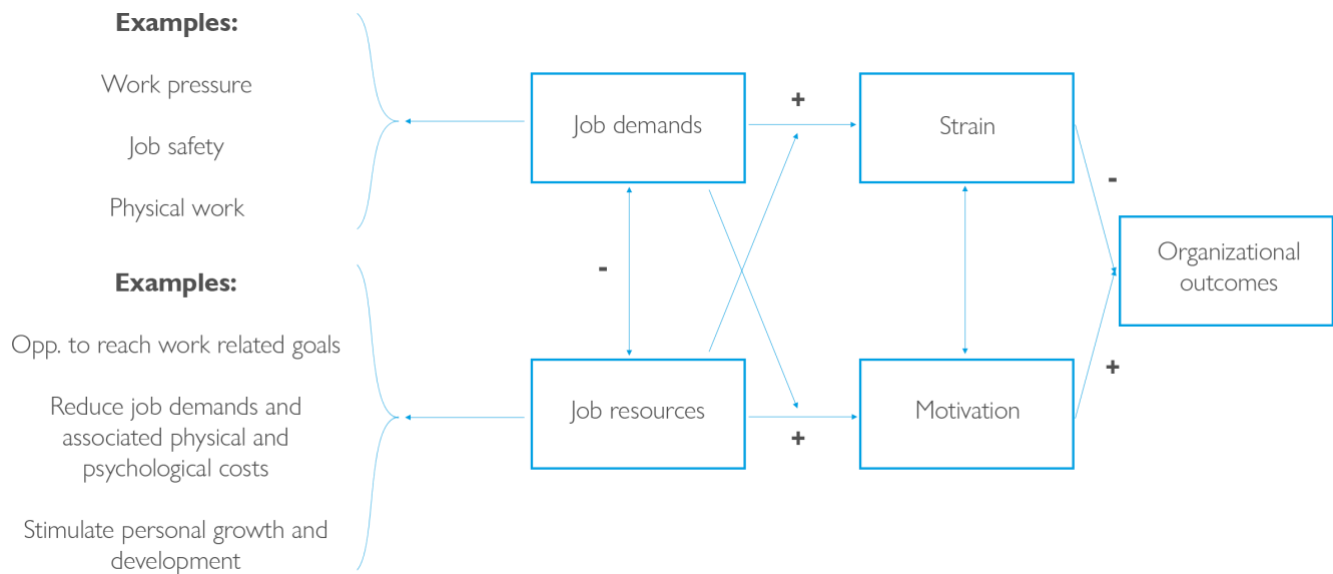 Examples:
Work pressure
Job safety
Physical work
Examples:
Opp. to reach work related goals
Reduce job demands and
associated physical and
psychological costs
Stimulate personal growth and
development
Job demands
+
Strain
-
-
Organizational
outcomes
Job resources
+
Motivation
+